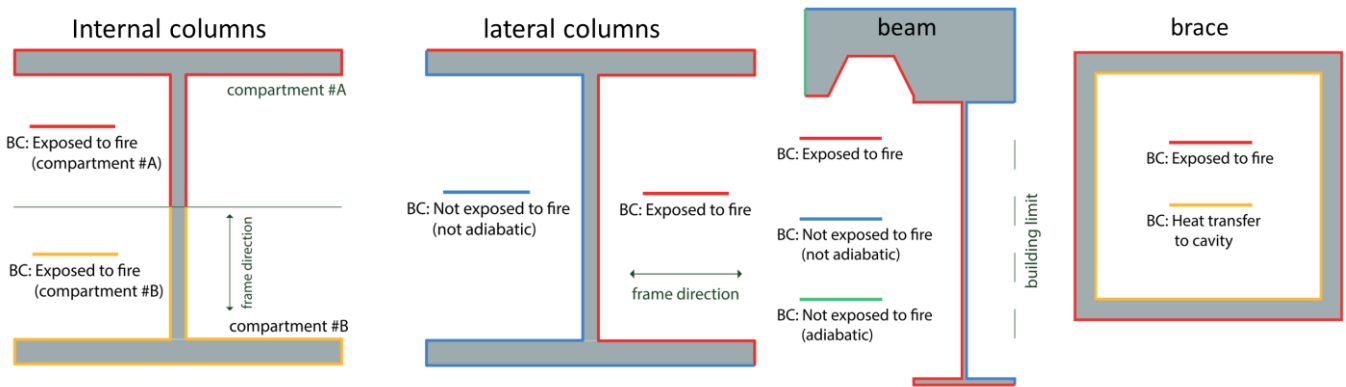 Internal columns
compartment #A
BC: Exposed to fire
(compartment #A)
frame direction
BC: Exposed to fire
(compartment #B)
compartment #B
lateral columns
BC: Not exposed to fire
(not adiabatic)
BC: Exposed to fire
frame direction
beam
BC: Exposed to fire
BC: Not exposed to fire
(not adiabatic)
BC: Not exposed to fire
(adiabatic)
building limit
brace
BC: Exposed to fire
BC: Heat transfer
to cavity